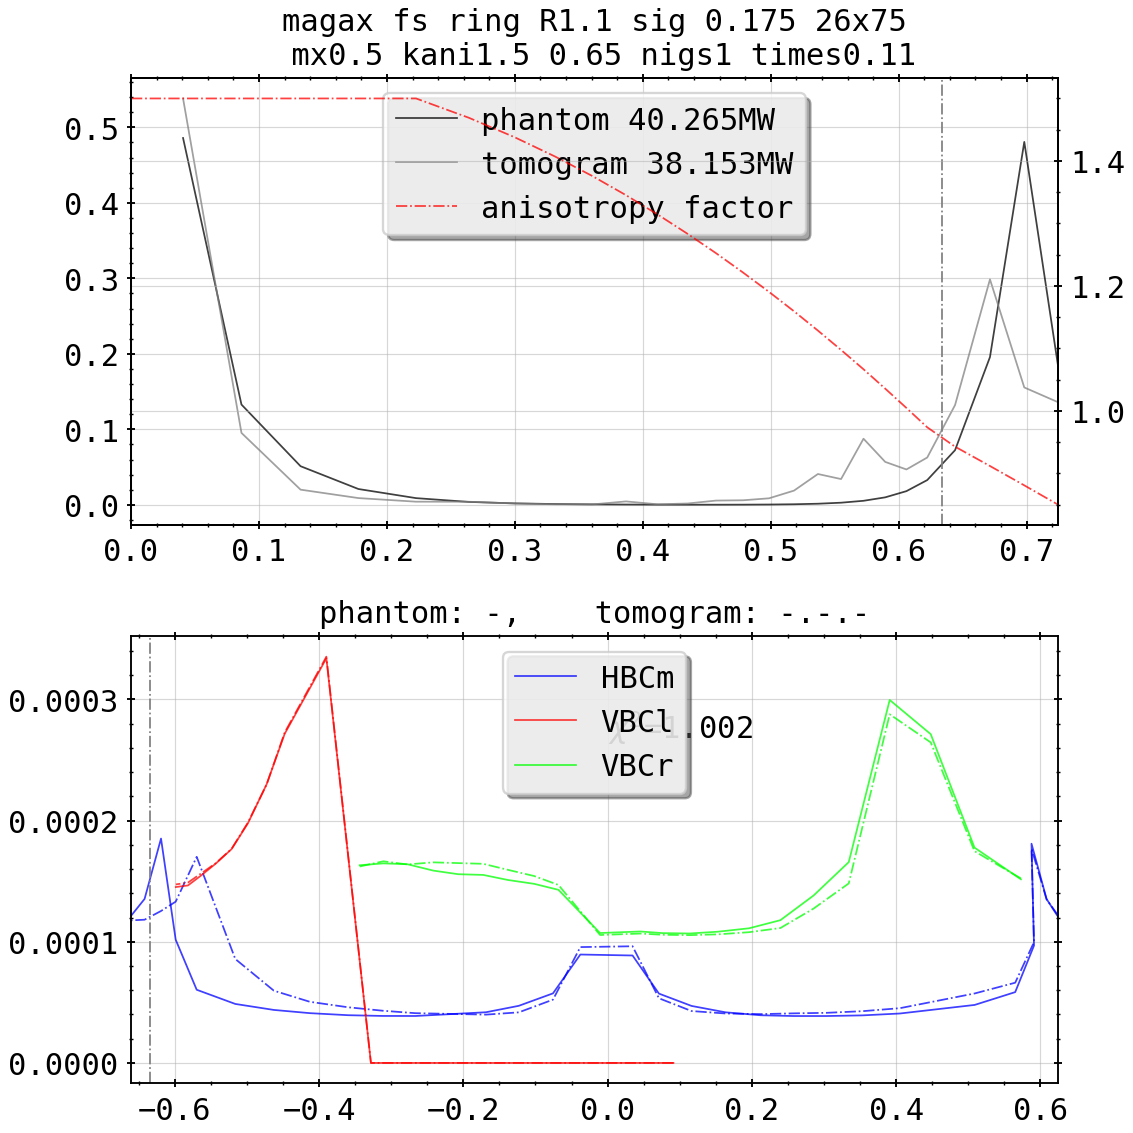 magax fs ring R1.1 sig 0.175 26x75
mx0.5 kani1.5 0.65 nigs1 times0.11
phantom 40.265MW
tomogram 38.153MW
anisotropy factor
0.5
0.4
0.3
0.2
0.1
0.0
1.4
1.2
1.0
0.0 0.1 0.2 0.3 0.4 0.5 0.6 0.7
phantom: -, tomogram: -.-.-
HBCm
VBCl
VBCr
1.002
0.0003
0.0002
0.0001
0.0000
−0.6 −0.4 −0.2 0.0 0.2 0.4 0.6